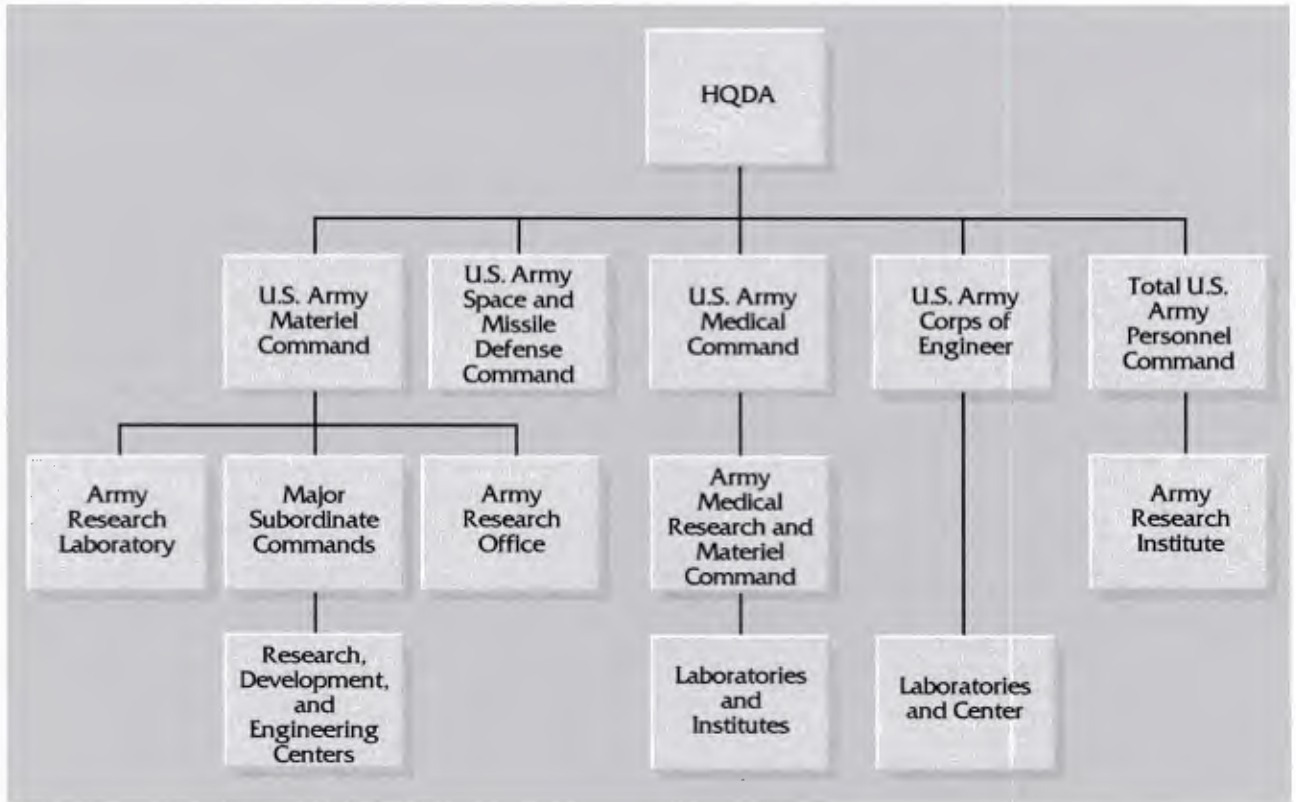 HQDA
U.S. Army
Materiel
Command
U.S. Army
Space and
Missile
Defense
Command
U.S. Army
Medical
Command
U.S. Army
Corps of
Engineer
Total U.S.
Army
Personnel
Command
Army
Research
Laboratory
Major
Subordinate
Commands
Army
Research
Office
Army
Medical
Research and
Materiel
Command
Army
Research
Institute
Research,
Development,
and
Engineering
Centers
Laboratories
and
Institutes
Laboratories
and Center